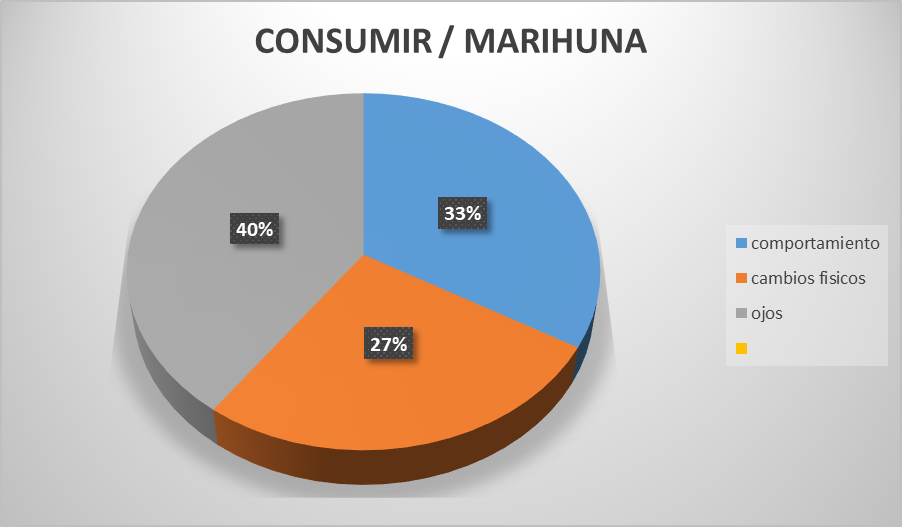 CONSUMIR / MARIHUNA
33%
40%
27%
comportamiento
cambios fisicos
ojos